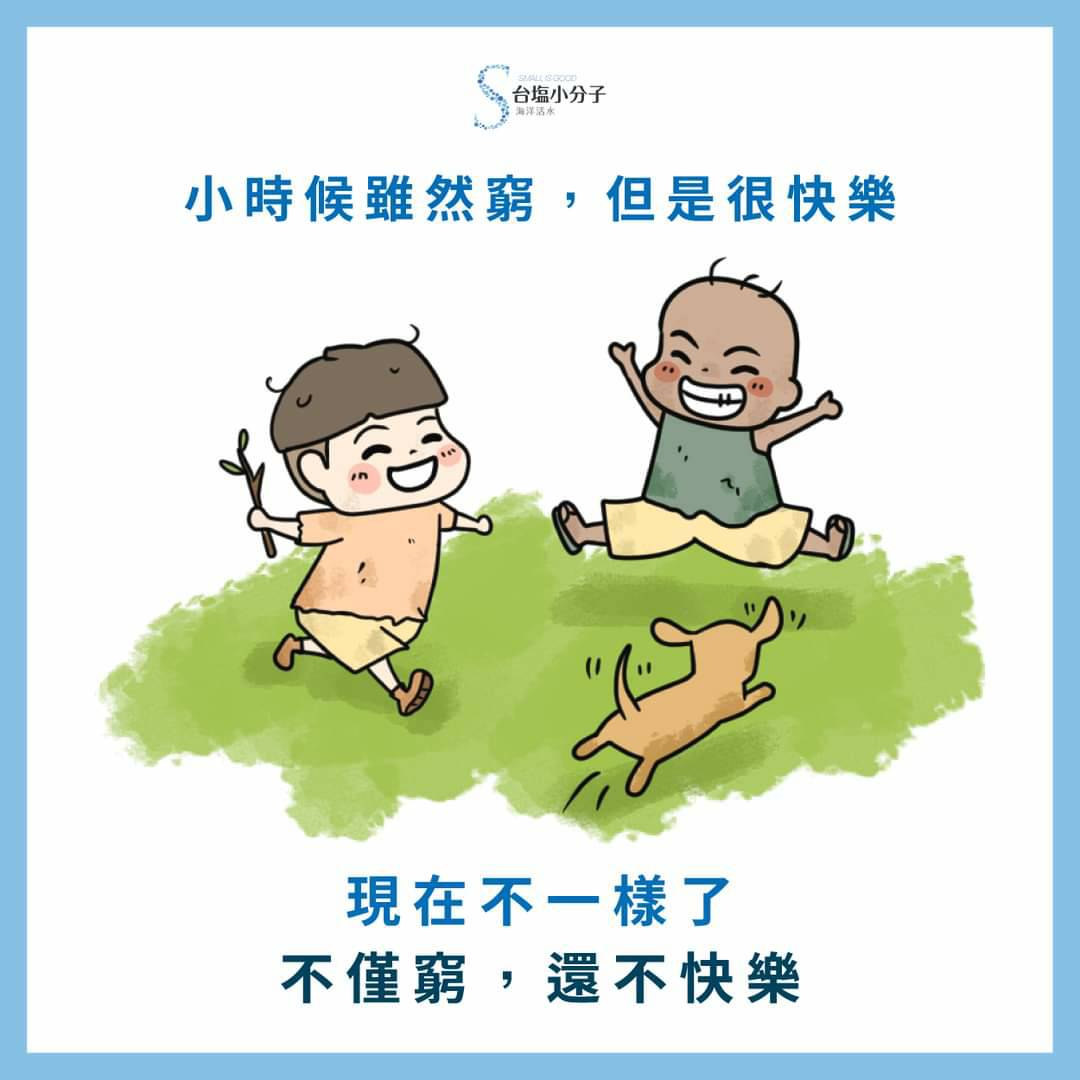 SMALL IS GOOD
台塩小分子
海洋活水
小時候雖然窮，但是很快樂
現在不一樣了
不僅窮，還不快樂